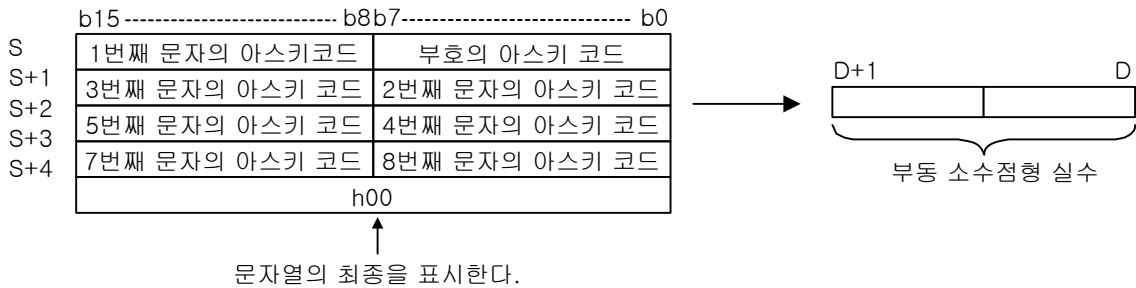 b15 b8b7 b0
S 1번째 문자의 아스키코드 부호의 아스키 코드
S+1 3번째 문자의 아스키 코드 2번째 문자의 아스키 코드
S+2 5번째 문자의 아스키 코드 4번째 문자의 아스키 코드
S+3 7번째 문자의 아스키 코드 8번째 문자의 아스키 코드
S+4 h00
문자열의 최종을 표시한다.
D+1 D
부동 소수점형 실수